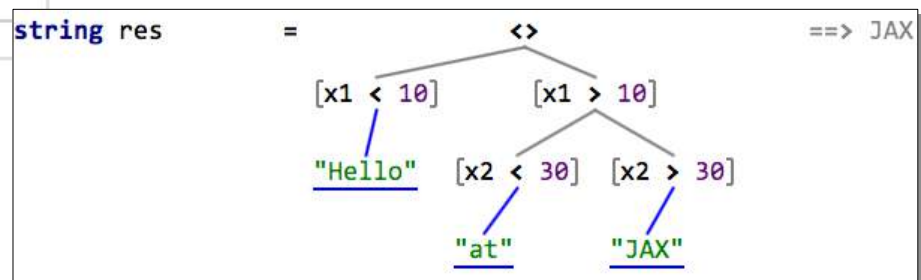 string res = <> ==> JAX
[x1 < 10] [x1 > 10]
"Hello" [x2 < 30] [x2 > 30]
"at" "JAX"